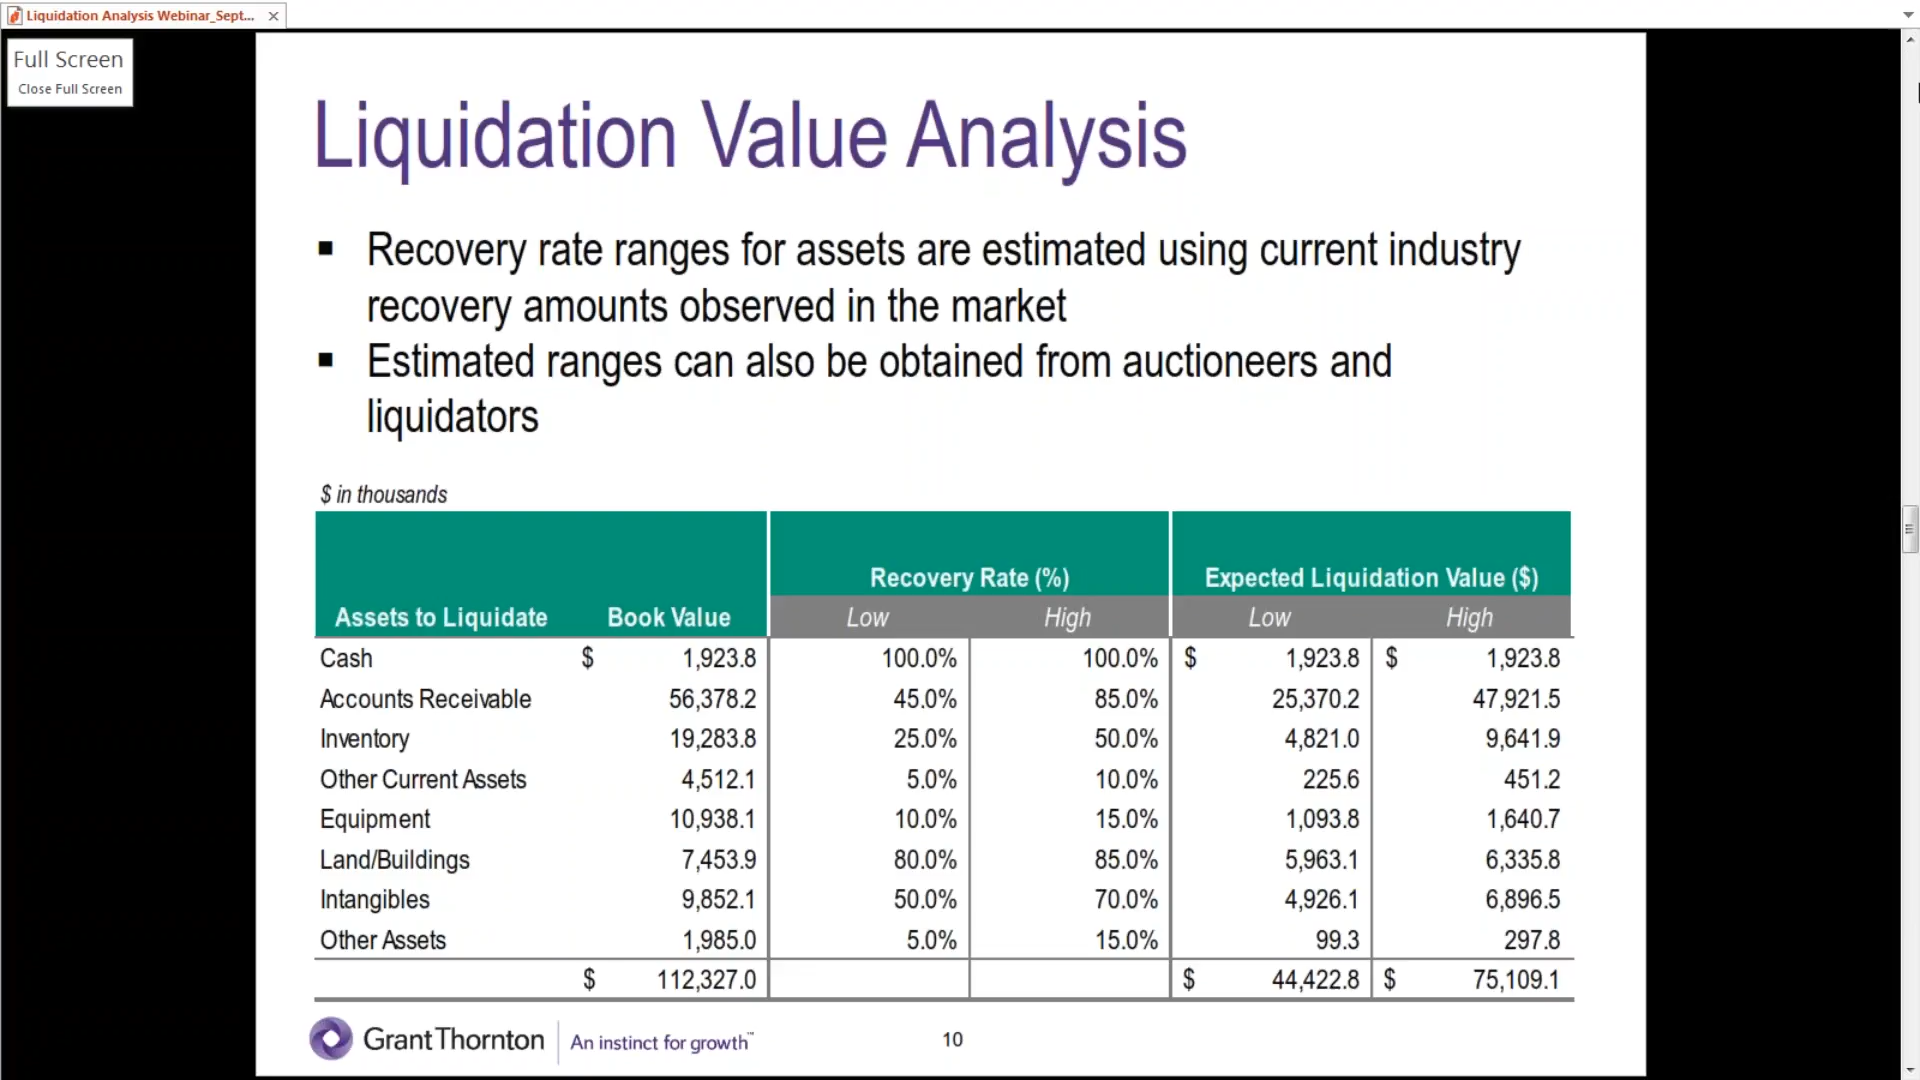 Liquidation Analysis Webinar_Sept...
Full Screen
Close Full Screen
Liquidation Value Analysis
▪ Recovery rate ranges for assets are estimated using current industry
recovery amounts observed in the market
▪ Estimated ranges can also be obtained from auctioneers and
liquidators
$ in thousands
Recovery Rate (%) Expected Liquidation Value ($)
Assets to Liquidate Book Value Low High Low High
Cash $ 1,923.8 100.0% 100.0% $ 1,923.8 $ 1,923.8
Accounts Receivable 56,378.2 45.0% 85.0% 25,370.2 47,921.5
Inventory 19,283.8 25.0% 50.0% 4,821.0 9,641.9
Other Current Assets 4,512.1 5.0% 10.0% 225.6 451.2
Equipment 10,938.1 10.0% 15.0% 1,093.8 1,640.7
Land/Buildings 7,453.9 80.0% 85.0% 5,963.1 6,335.8
Intangibles 9,852.1 50.0% 70.0% 4,926.1 6,896.5
Other Assets 1,985.0 5.0% 15.0% 99.3 297.8
$ 112,327.0 $ 44,422.8 $ 75,109.1
Grant Thornton An instinct for growth™ 10